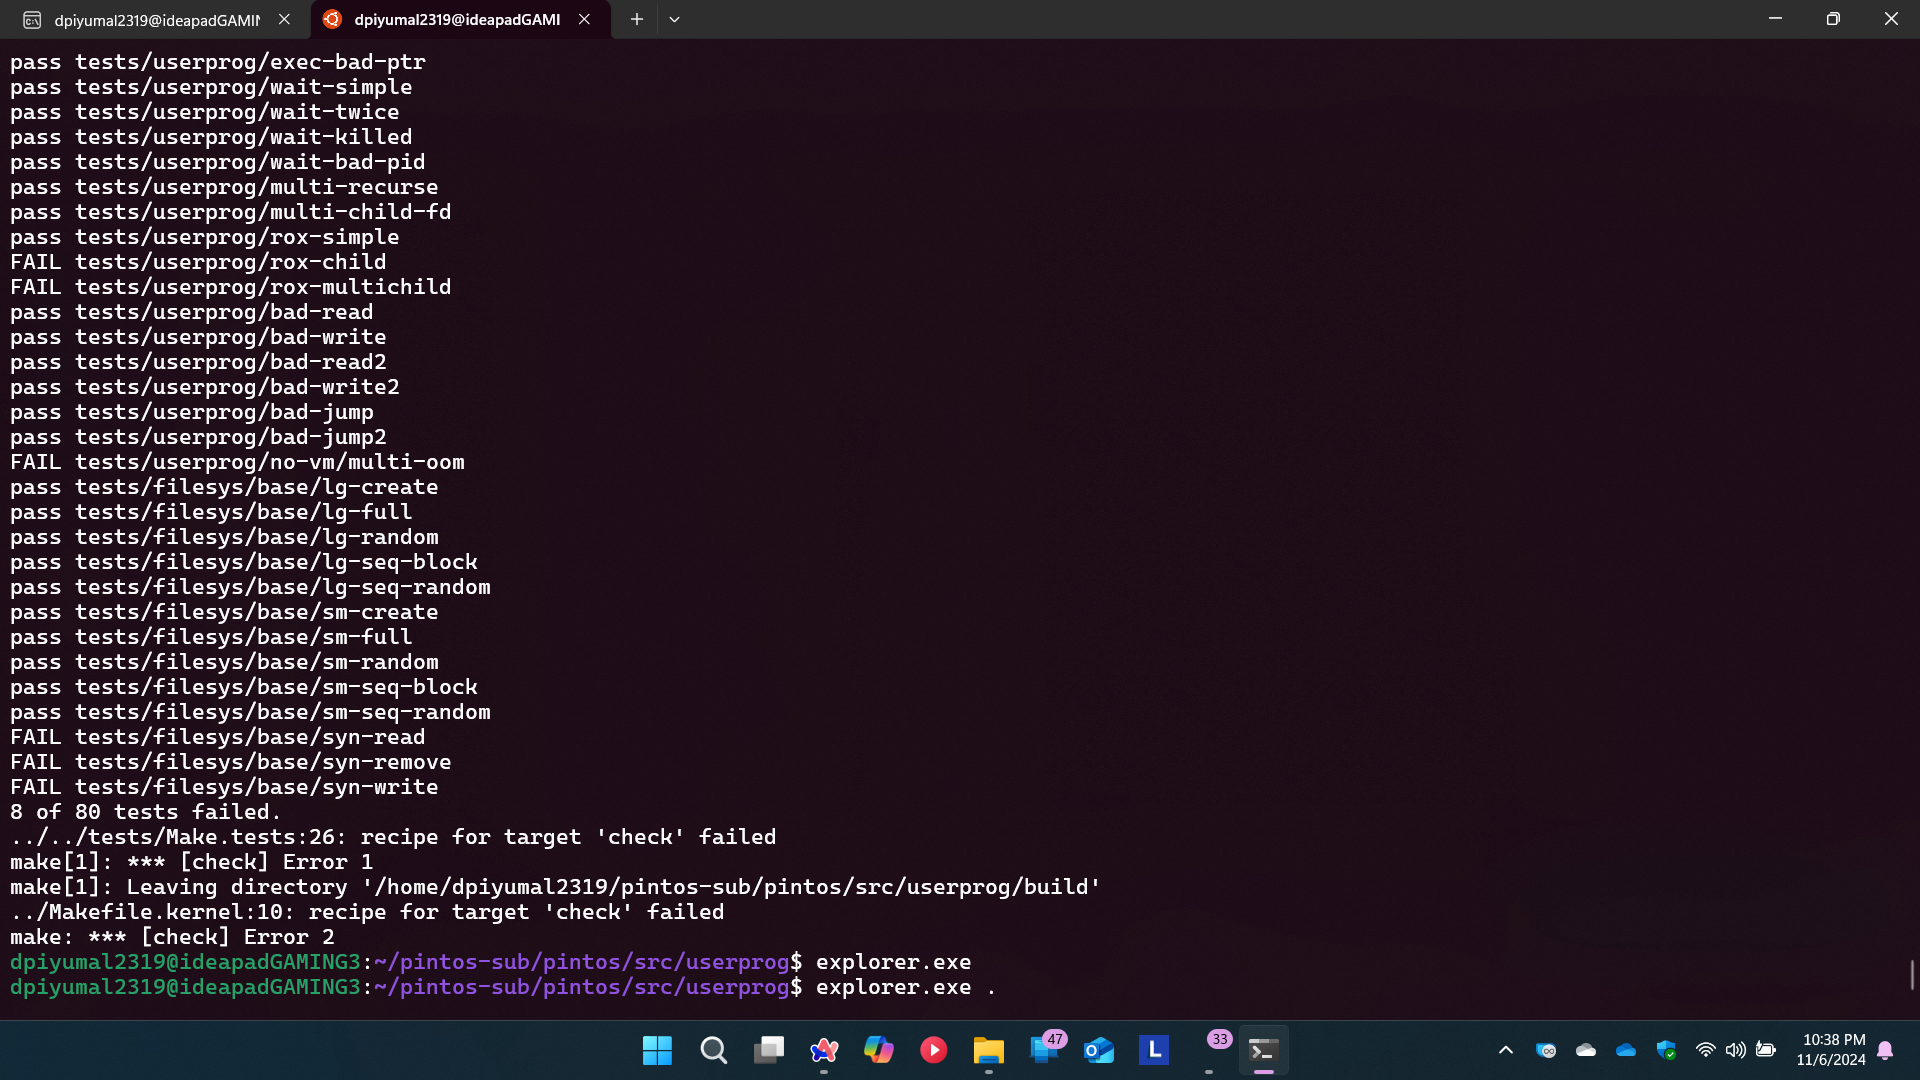 dpiyumal2319@ideapadGAMIN
dpiyumal2319@ideapadGAMI
pass tests/userprog/exec-bad-ptr
pass tests/userprog/wait-simple
pass tests/userprog/wait-twice
pass tests/userprog/wait-killed
pass tests/userprog/wait-bad-pid
pass tests/userprog/multi-recurse
pass tests/userprog/multi-child-fd
pass tests/userprog/rox-simple
FAIL tests/userprog/rox-child
FAIL tests/userprog/rox-multichild
pass tests/userprog/bad-read
pass tests/userprog/bad-write
pass tests/userprog/bad-read2
pass tests/userprog/bad-write2
pass tests/userprog/bad-jump
pass tests/userprog/bad-jump2
FAIL tests/userprog/no-vm/multi-oom
pass tests/filesys/base/lg-create
pass tests/filesys/base/lg-full
pass tests/filesys/base/lg-random
pass tests/filesys/base/lg-seq-block
pass tests/filesys/base/lg-seq-random
pass tests/filesys/base/sm-create
pass tests/filesys/base/sm-full
pass tests/filesys/base/sm-random
pass tests/filesys/base/sm-seq-block
pass tests/filesys/base/sm-seq-random
FAIL tests/filesys/base/syn-read
FAIL tests/filesys/base/syn-remove
FAIL tests/filesys/base/syn-write
8 of 80 tests failed.
../../tests/Make.tests:26: recipe for target 'check' failed
make[1]: *** [check] Error 1
make[1]: Leaving directory '/home/dpiyumal2319/pintos-sub/pintos/src/userprog/build'
../Makefile.kernel:10: recipe for target 'check' failed
make: *** [check] Error 2
dpiyumal2319@ideapadGAMING3:~/pintos-sub/pintos/src/userprog$ explorer.exe
dpiyumal2319@ideapadGAMING3:~/pintos-sub/pintos/src/userprog$ explorer.exe .
47
L
33
10:38 PM
11/6/2024